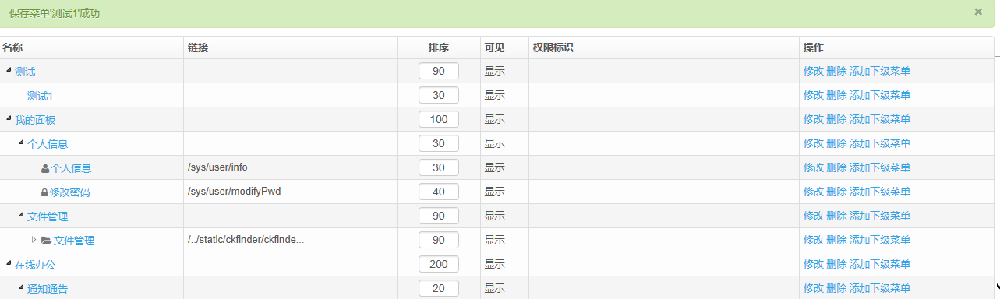 保存菜单'测试1'成功 ×
名称 链接 排序 可见 权限标识 操作
测试 90 显示 修改 删除 添加下级菜单
测试1 30 显示 修改 删除 添加下级菜单
我的面板 100 显示 修改 删除 添加下级菜单
个人信息 30 显示 修改 删除 添加下级菜单
个人信息 /sys/user/info 30 显示 修改 删除 添加下级菜单
修改密码 /sys/user/modifyPwd 40 显示 修改 删除 添加下级菜单
文件管理 90 显示 修改 删除 添加下级菜单
文件管理 /../static/ckfinder/ckfinde... 90 显示 修改 删除 添加下级菜单
在线办公 200 显示 修改 删除 添加下级菜单
通知通告 20 显示 修改 删除 添加下级菜单